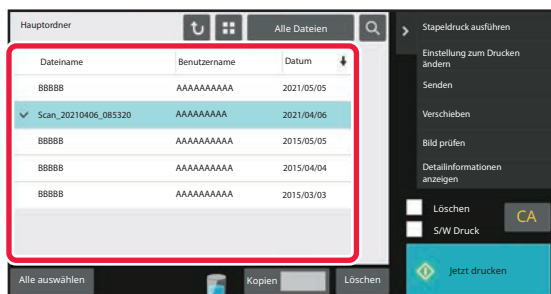 Hauptordner
Alle Dateien
Dateiname Benutzername Datum
BBBBB AAAAAAAAAA 2021/05/05
Scan_20210406_085320 AAAAAAAAA 2021/04/06
BBBBB AAAAAAAAAA 2015/05/05
BBBBB AAAAAAAAAA 2015/04/04
BBBBB AAAAAAAAAA 2015/03/03
Alle auswählen
Kopien
Löschen
Stapeldruck ausführen
Einstellung zum Drucken
ändern
Senden
Verschieben
Bild prüfen
Detailinformationen
anzeigen
Löschen
S/W Druck
CA
Jetzt drucken